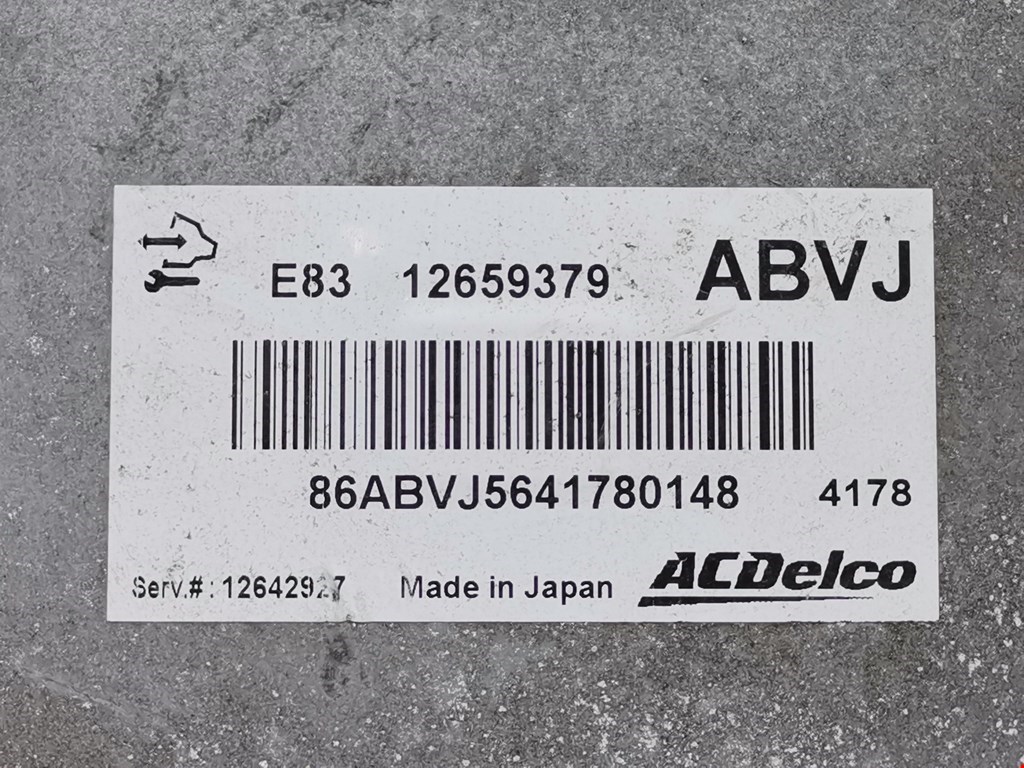 E83 12659379 ABVJ
86ABVJ5641780148 4178
Serv.#: 12642927 Made in Japan ACDelco